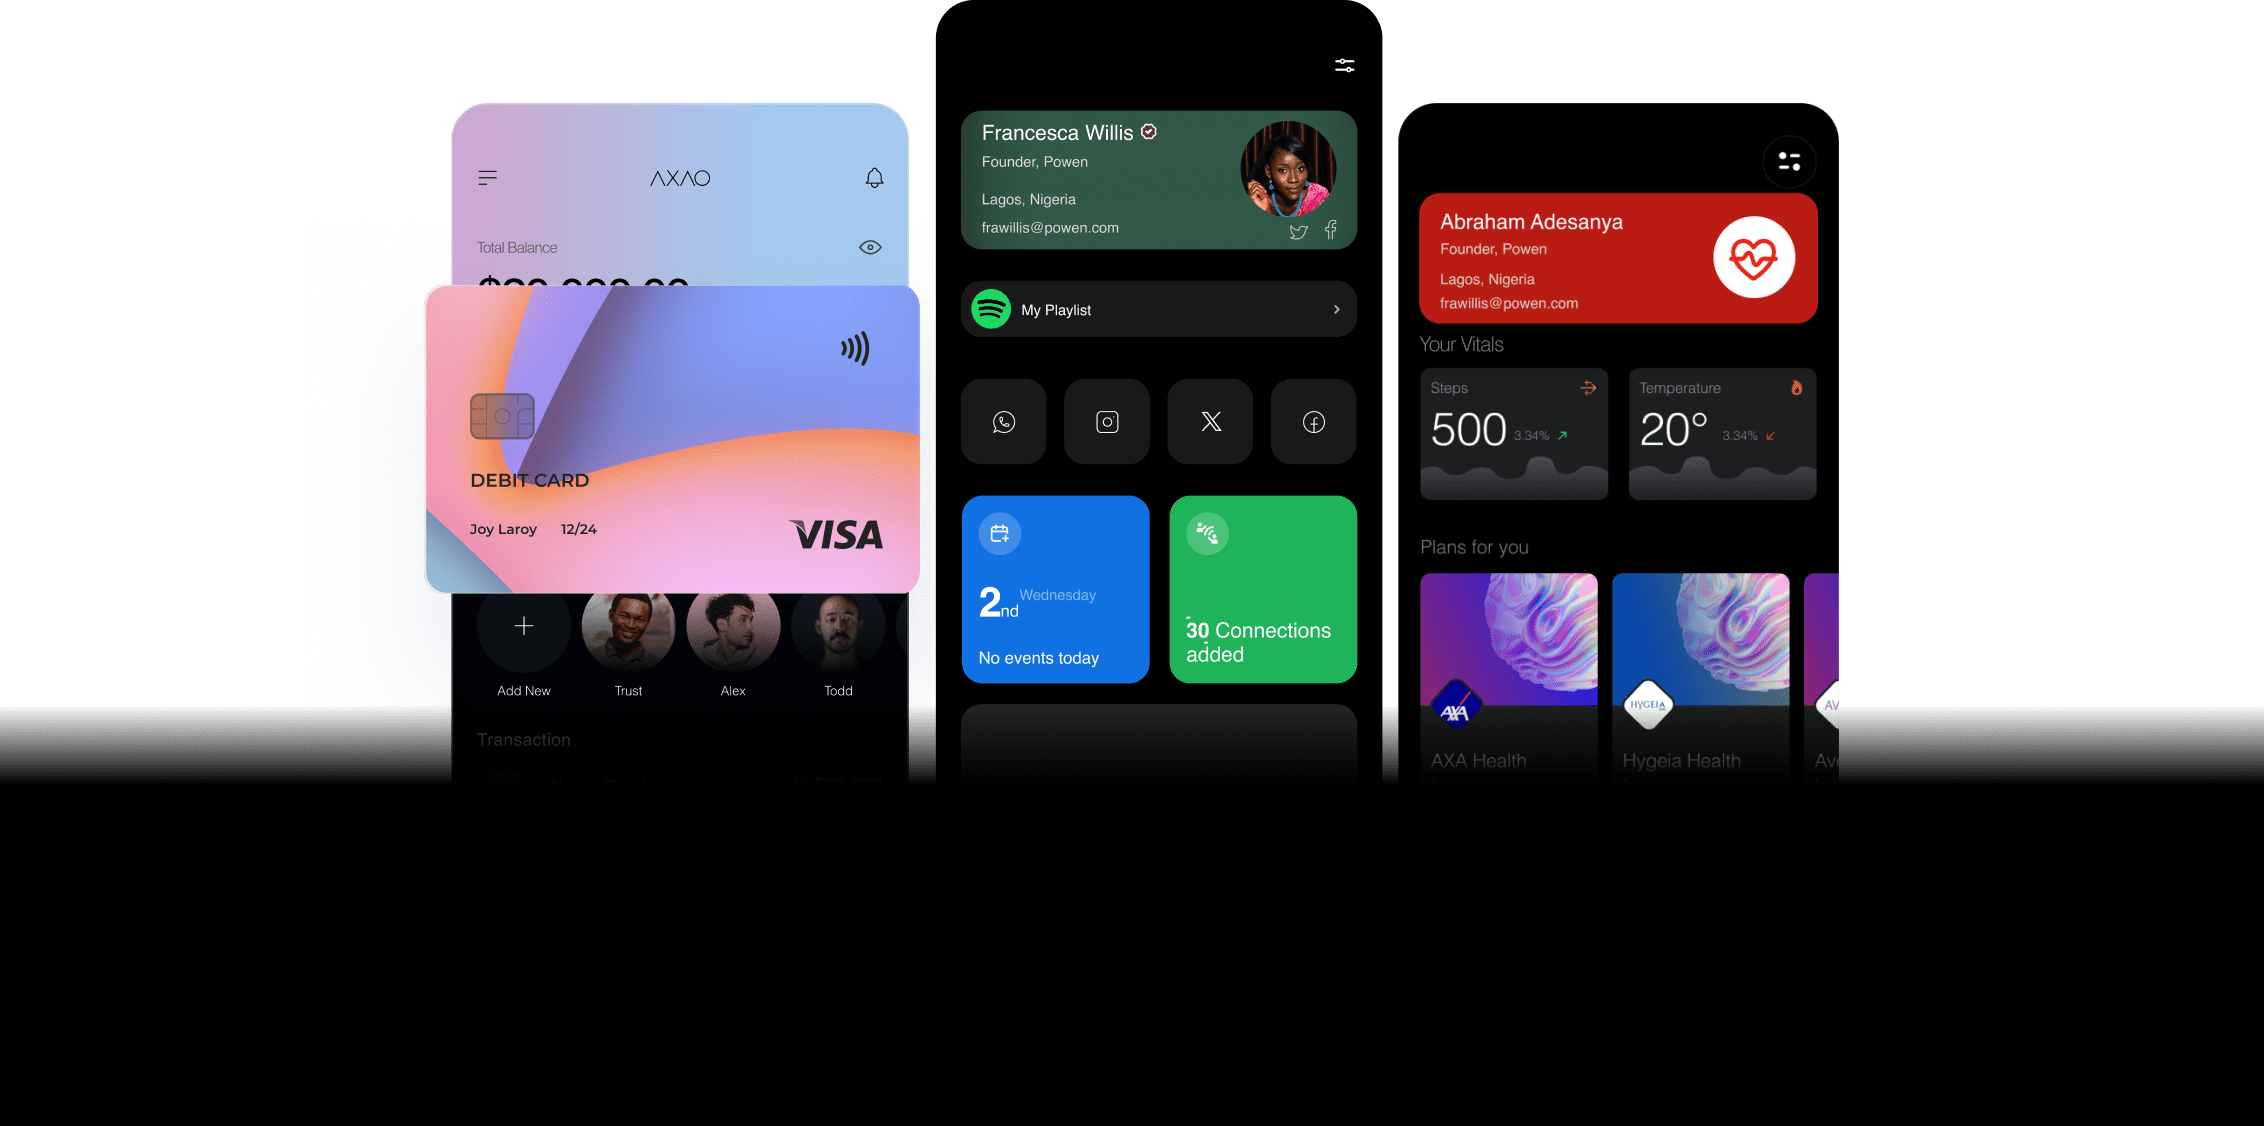 AXAO
Total Balance
DEBIT CARD
Joy Laroy 12/24
VISA
Add New Trust Alex Todd
Transaction
Francesca Willis
Founder, Powen
Lagos, Nigeria
frawillis@powen.com
My Playlist
2nd Wednesday
No events today
30 Connections
added
Abraham Adesanya
Founder, Powen
Lagos, Nigeria
frawillis@powen.com
Your Vitals
Steps
500 3.34%
Temperature
20° 3.34%
Plans for you
AXA
AXA Health
HYGEIA
Hygeia Health